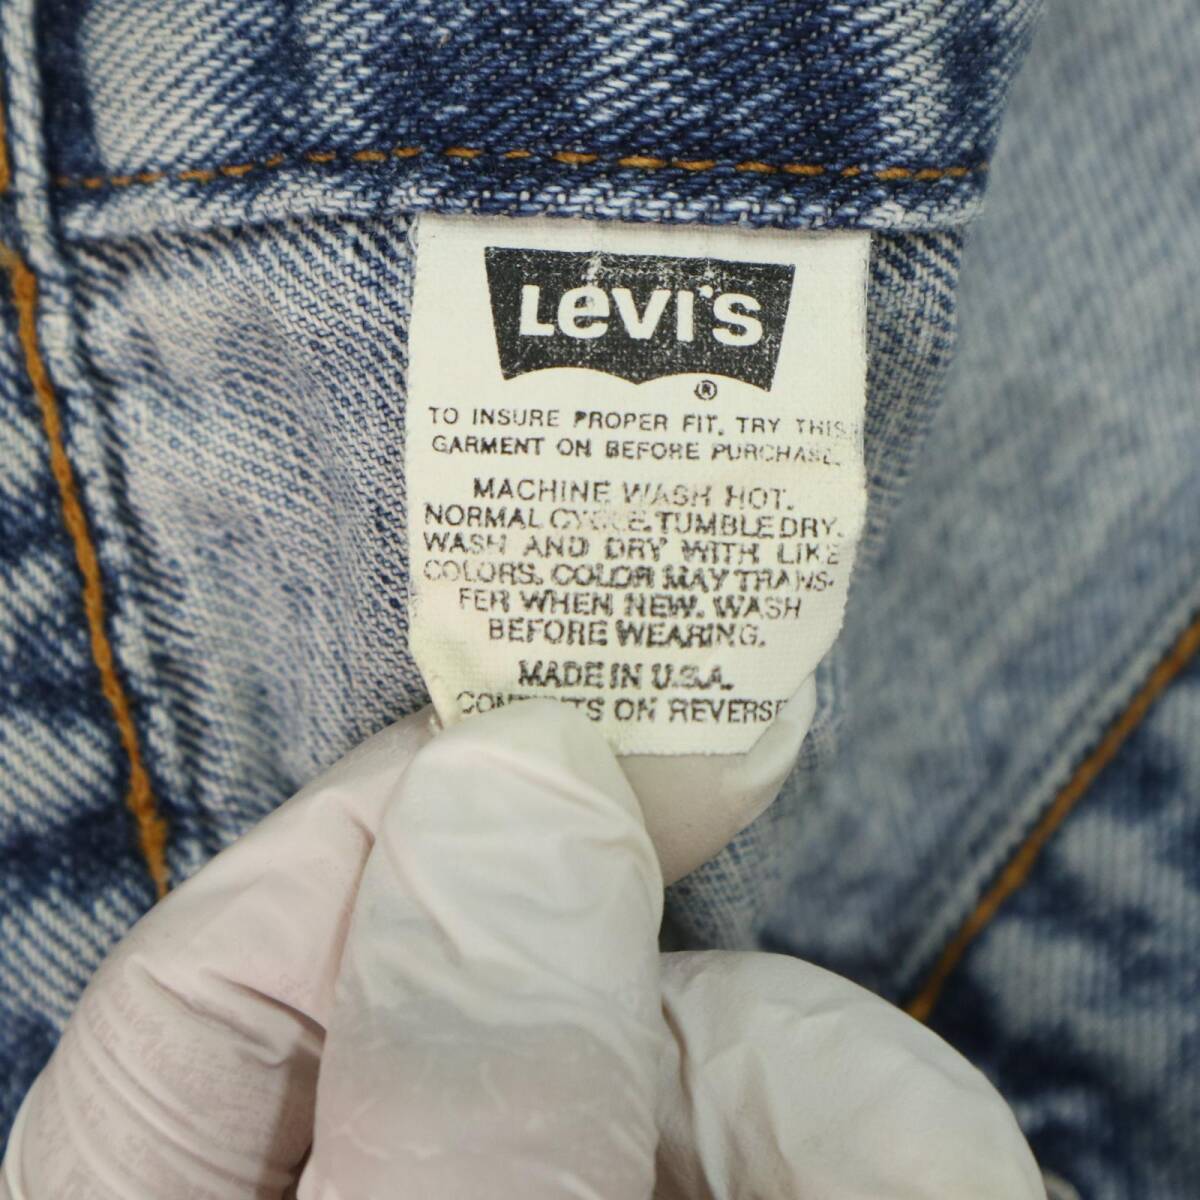 Levi's
®
TO INSURE PROPER FIT, TRY THIS
GARMENT ON BEFORE PURCHASE.
MACHINE WASH HOT.
NORMAL CYCLE. TUMBLE DRY.
WASH AND DRY WITH LIKE
COLORS. COLOR MAY TRANS-
FER WHEN NEW. WASH
BEFORE WEARING.
MADE IN U.S.A.
CONTENTS ON REVERSE